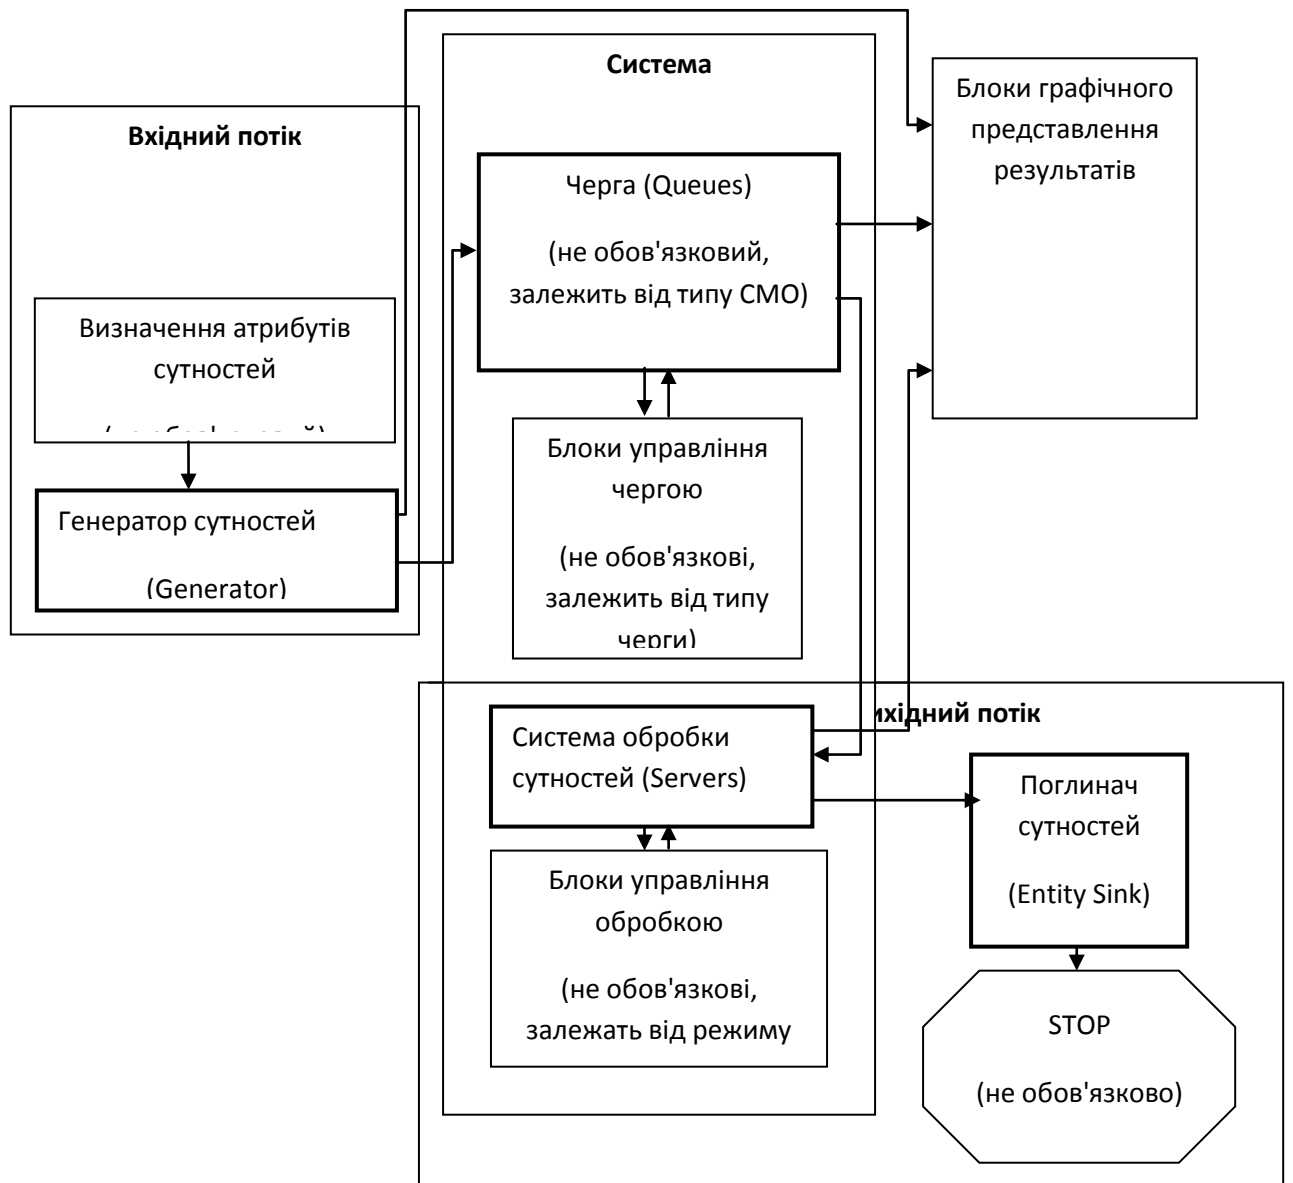 Система
Блоки графічного
представлення
результатів
Вхідний потік
Черга (Queues)
(не обов'язковий,
залежить від типу СМО)
Визначення атрибутів
сутностей
Генератор сутностей
(Generator)
Блоки управління
чергою
(не обов'язкові,
залежить від типу
черги)
ихідний потік
Система обробки
сутностей (Servers)
Поглинач
сутностей
(Entity Sink)
Блоки управління
обробкою
(не обов'язкові,
залежать від режиму
STOP
(не обов'язково)